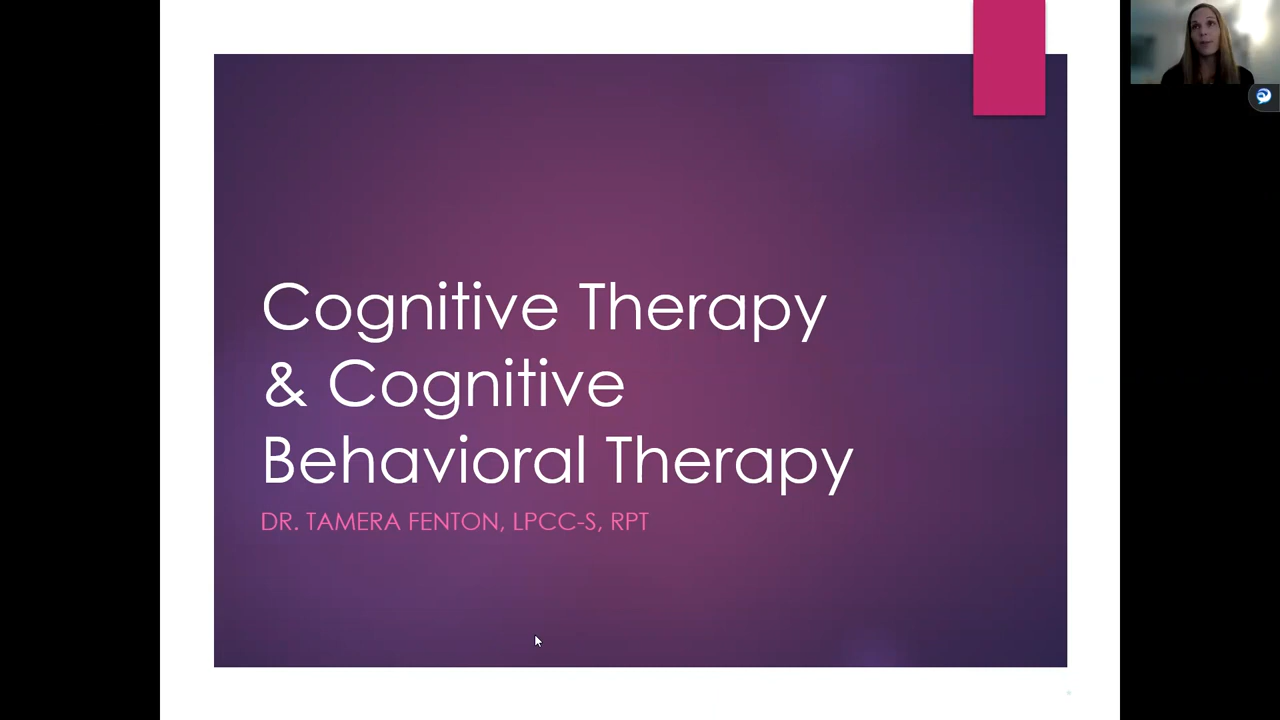 Cognitive Therapy
& Cognitive
Behavioral Therapy
DR. TAMERA FENTON, LPCC-S, RPT